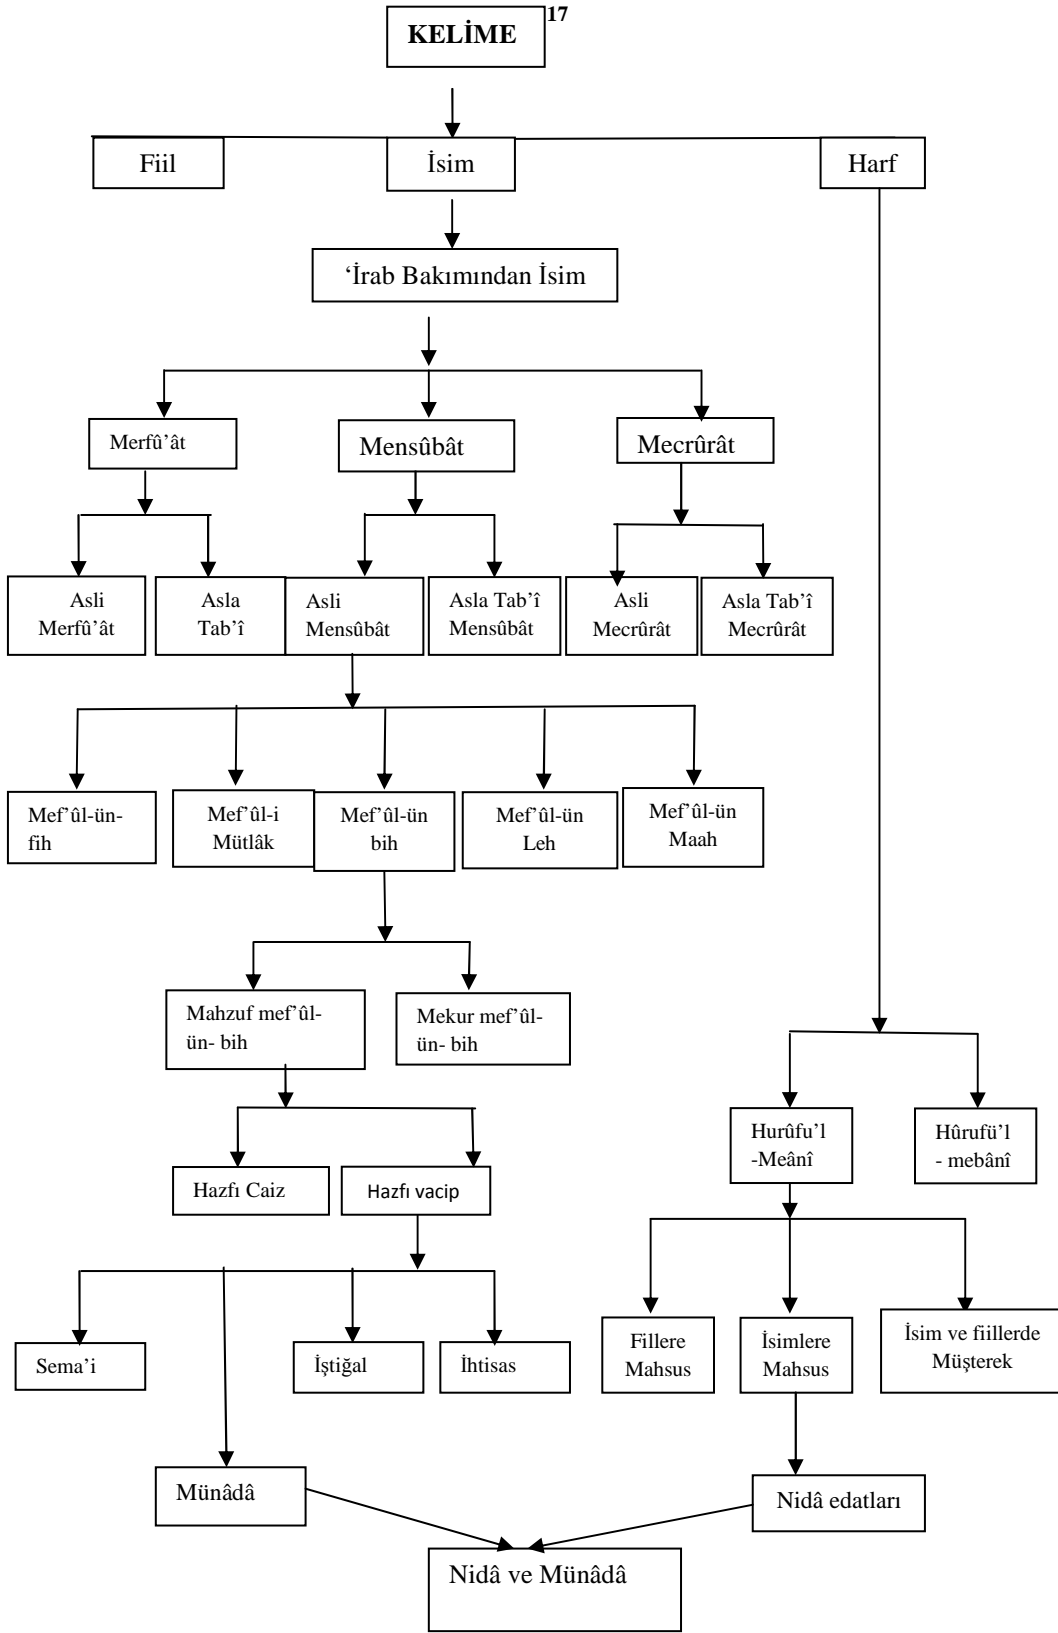 KELİME 17
Fiil
İsim
Harf
‘İrab Bakımından İsim
Merfû’ât
Mensûbât
Mecrûrât
Asli
Merfû’ât
Asla
Tab’î
Asli
Mensûbât
Asla Tab’î
Mensûbât
Asli
Mecrûrât
Asla Tab’î
Mecrûrât
Mef’ûl-ün-
fih
Mef’ûl-i
Mütlâk
Mef’ûl-ün
bih
Mef’ûl-ün
Leh
Mef’ûl-ün
Maah
Mahzuf mef’ûl-
ün- bih
Mekur mef’ûl-
ün- bih
Hurûfu’l
-Meânî
Hûrufü’l
- mebânî
Hazfı Caiz
Hazfı vacip
Sema’i
İştiğal
İhtisas
Fillere
Mahsus
İsimlere
Mahsus
İsim ve fiillerde
Müşterek
Münâdâ
Nidâ edatları
Nidâ ve Münâdâ